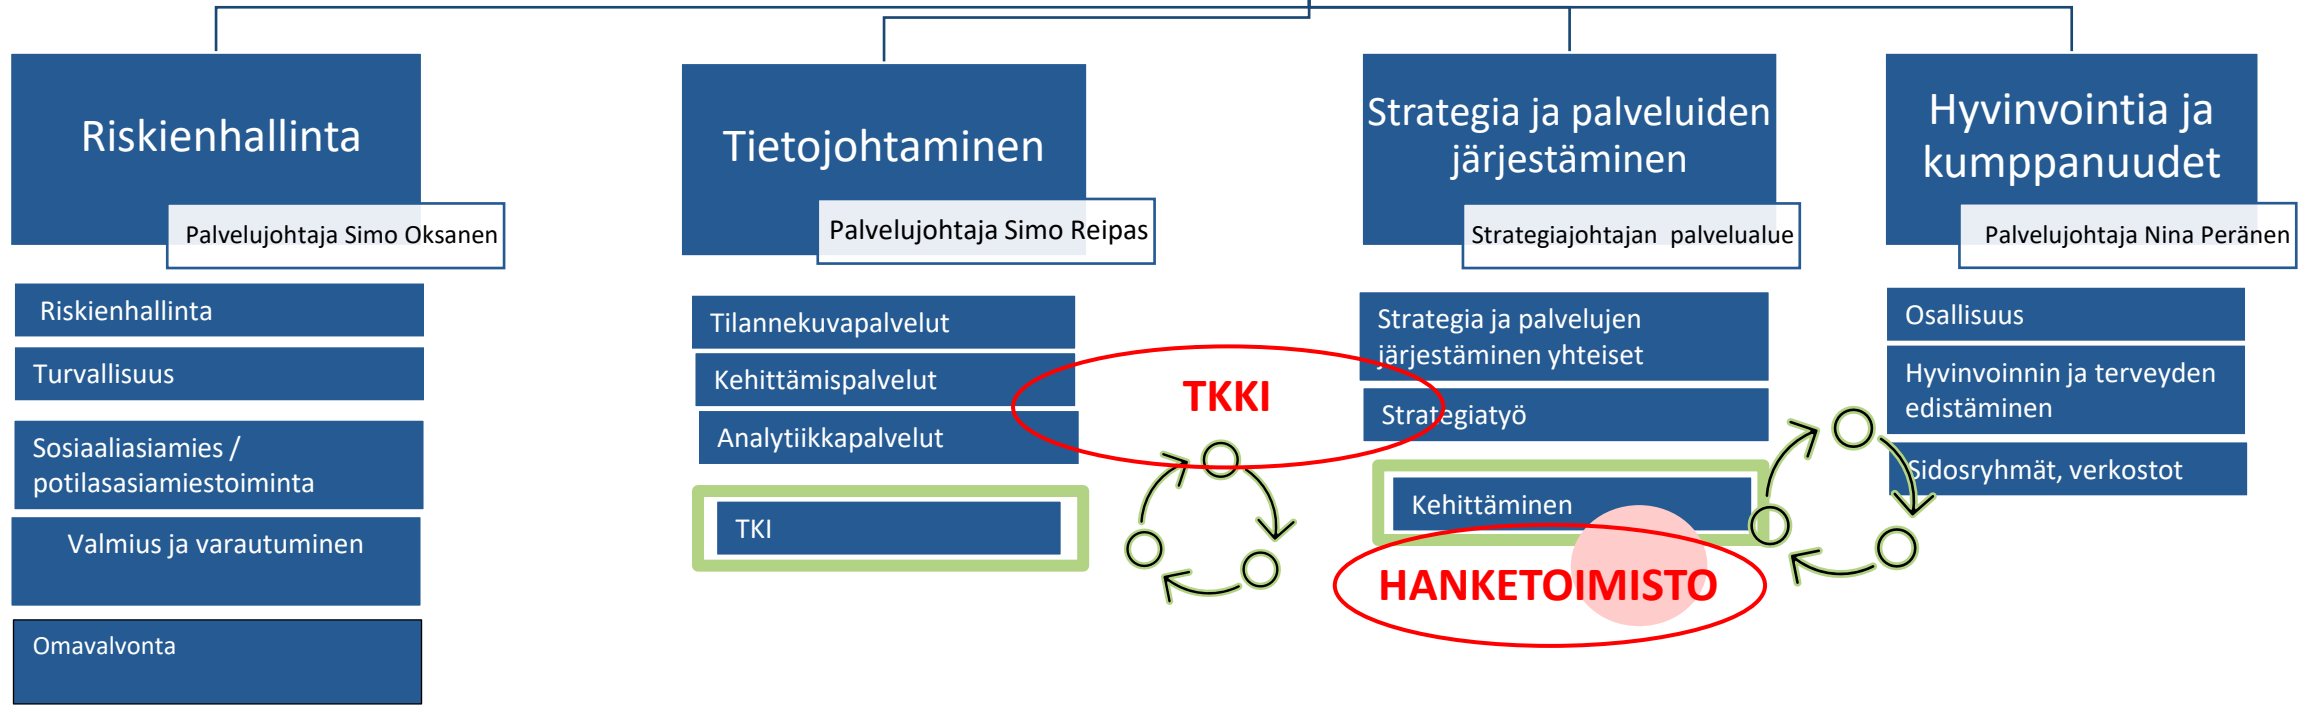 Riskienhallinta
Palvelujohtaja Simo Oksanen
Riskienhallinta
Turvallisuus
Sosiaaliasiamies /
potilasasiamiestoiminta
Valmius ja varautuminen
Omavalvonta
Tietojohtaminen
Palvelujohtaja Simo Reipas
Tilannekuvapalvelut
Kehittämispalvelut
Analytiikkapalvelut
TKI
TKKI
Strategia ja palveluiden
järjestäminen
Strategiajohtajan palvelualue
Strategia ja palvelujen
järjestäminen yhteiset
Strategiatyö
Kehittäminen
HANKETOIMISTO
Hyvinvointia ja
kumppanuudet
Palvelujohtaja Nina Peränen
Osallisuus
Hyvinvoinnin ja terveyden
edistäminen
Sidosryhmät, verkostot